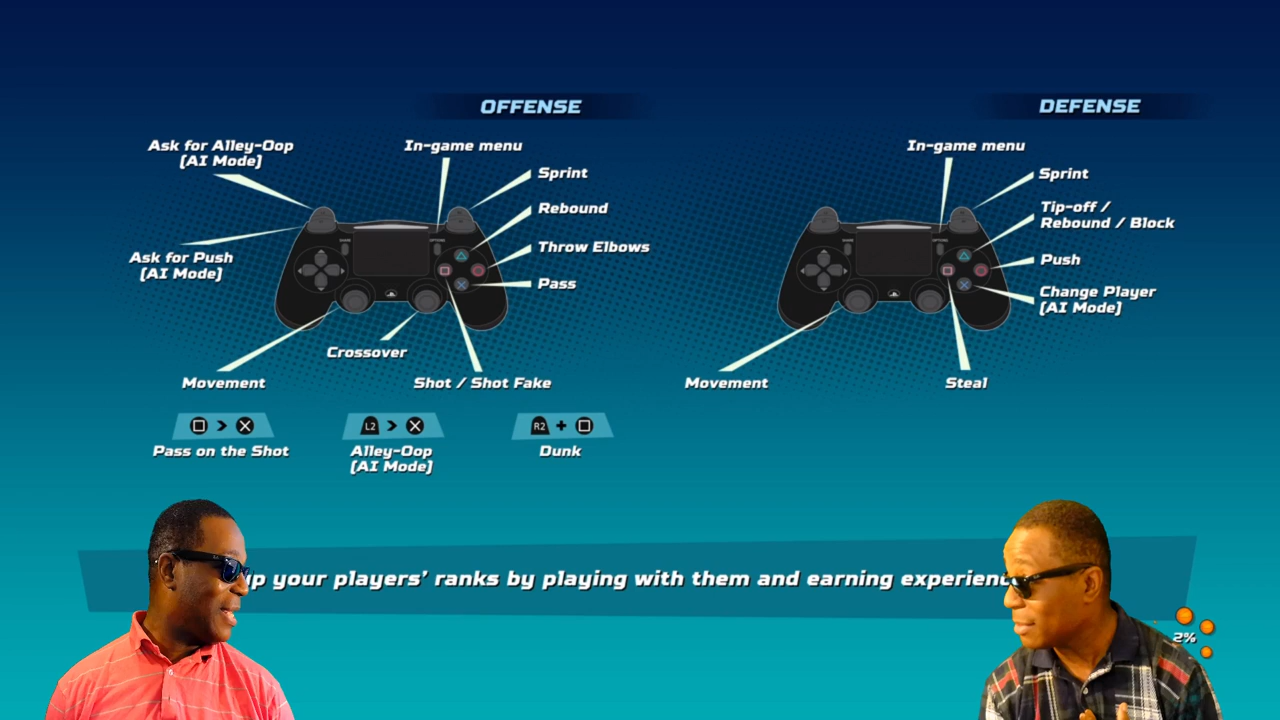 OFFENSE
Ask for Alley-Oop
[AI Mode]
In-game menu
Sprint
Rebound
Throw Elbows
Pass
Ask for Push
[AI Mode]
Crossover
Movement
Shot / Shot Fake
> 
Pass on the Shot
L2 >
Alley-Oop
[AI Mode]
R2 +
Dunk
DEFENSE
In-game menu
Sprint
Tip-off /
Rebound / Block
Push
Change Player
[AI Mode]
Movement
Steal
your players' ranks by playing with them and earning
2%